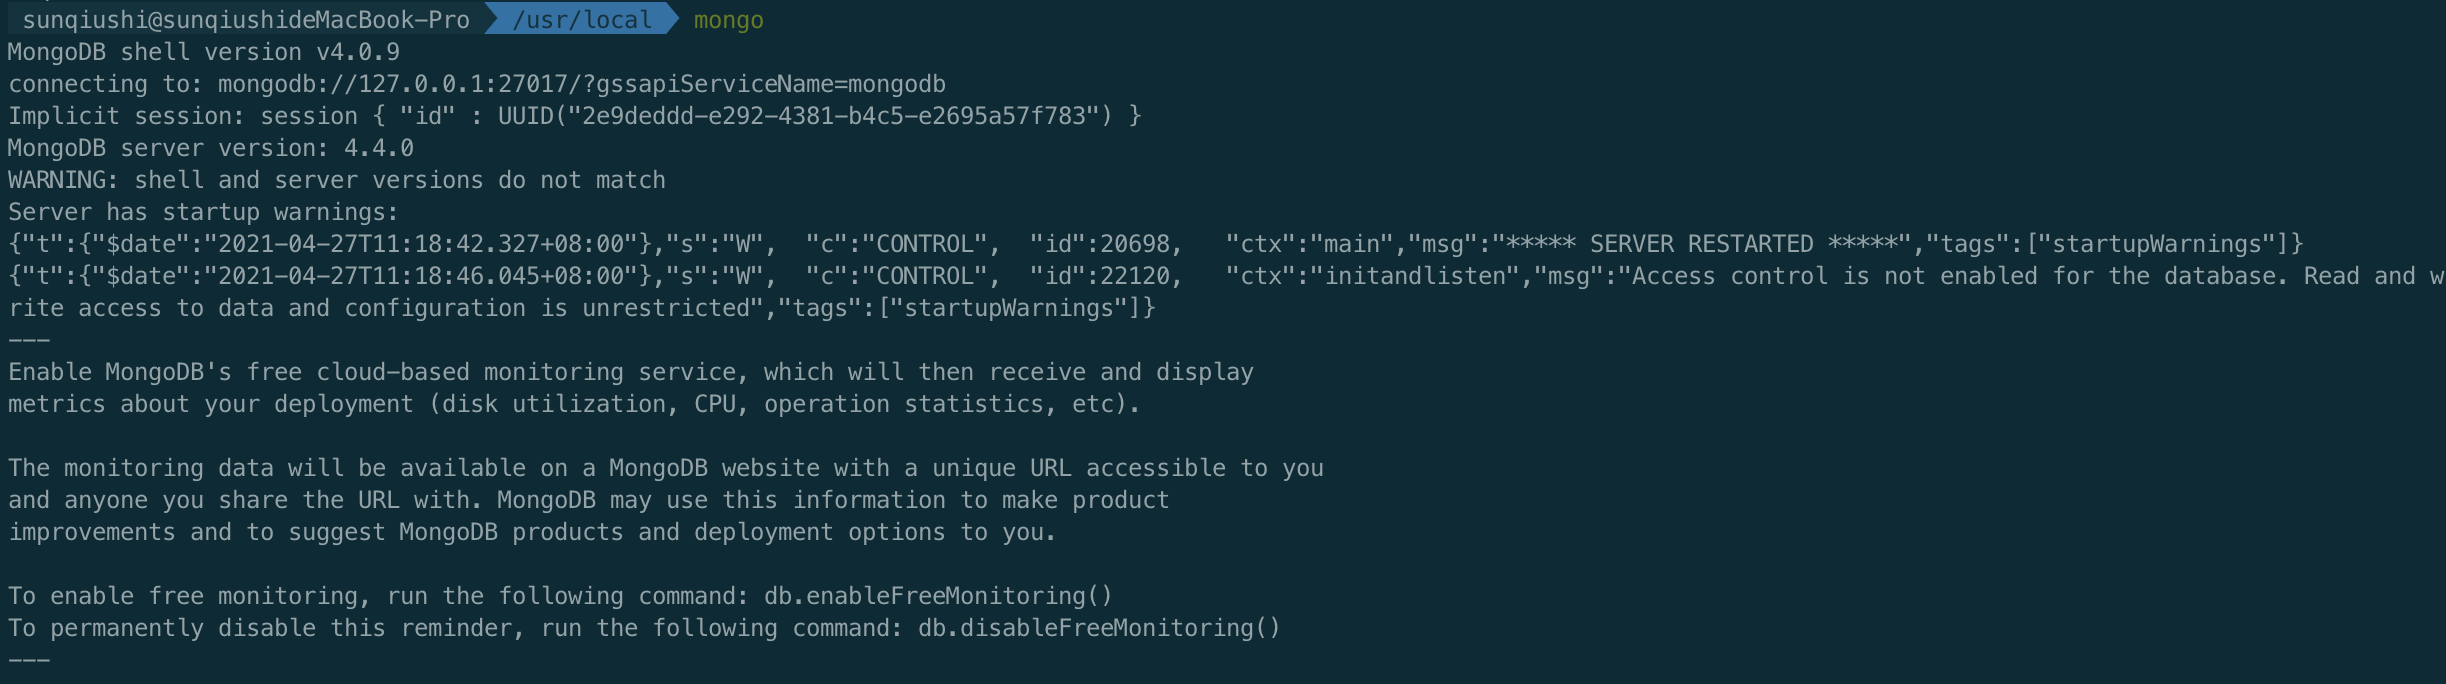 sunqiushi@sunqiushideMacBook-Pro /usr/local mongo
MongoDB shell version v4.0.9
connecting to: mongodb://127.0.0.1:27017/?gssapiServiceName=mongodb
Implicit session: session { "id" : UUID("2e9deddd-e292-4381-b4c5-e2695a57f783") }
MongoDB server version: 4.4.0
WARNING: shell and server versions do not match
Server has startup warnings:
{"t":{"$date":"2021-04-27T11:18:42.327+08:00"},"s":"W",  "c":"CONTROL",  "id":20698,   "ctx":"main","msg":"***** SERVER RESTARTED *****","tags":["startupWarnings"]}
{"t":{"$date":"2021-04-27T11:18:46.045+08:00"},"s":"W",  "c":"CONTROL",  "id":22120,   "ctx":"initandlisten","msg":"Access control is not enabled for the database. Read and w
rite access to data and configuration is unrestricted","tags":["startupWarnings"]}
---
Enable MongoDB's free cloud-based monitoring service, which will then receive and display
metrics about your deployment (disk utilization, CPU, operation statistics, etc).
The monitoring data will be available on a MongoDB website with a unique URL accessible to you
and anyone you share the URL with. MongoDB may use this information to make product
improvements and to suggest MongoDB products and deployment options to you.
To enable free monitoring, run the following command: db.enableFreeMonitoring()
To permanently disable this reminder, run the following command: db.disableFreeMonitoring()
---